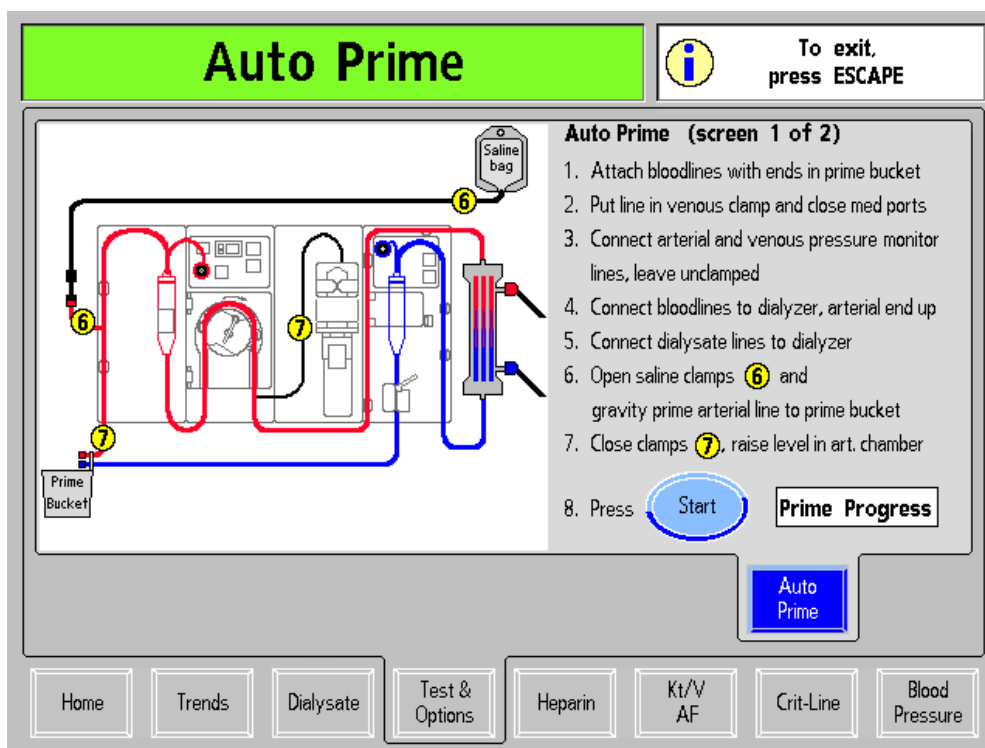 Auto Prime
To exit,
press ESCAPE
Saline
bag
6
6
7
7
Prime
Bucket
Auto Prime (screen 1 of 2)
1. Attach bloodlines with ends in prime bucket
2. Put line in venous clamp and close med ports
3. Connect arterial and venous pressure monitor
lines, leave unclamped
4. Connect bloodlines to dialyzer, arterial end up
5. Connect dialysate lines to dialyzer
6. Open saline clamps 6 and
gravity prime arterial line to prime bucket
7. Close clamps 7, raise level in art. chamber
8. Press Start Prime Progress
Auto
Prime
Home
Trends
Dialysate
Test &
Options
Heparin
Kt/V
AF
Crit-Line
Blood
Pressure